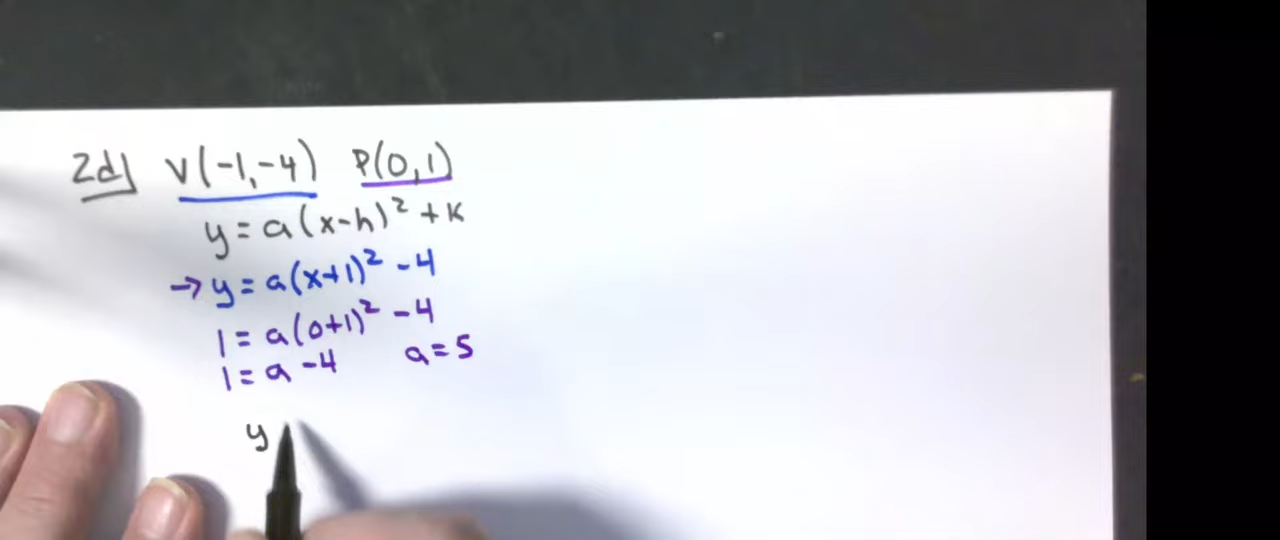 2d) V(-1,-4) P(0,1)
y = a(x-h)² + k
→ y = a(x+1)² - 4
1 = a(0+1)² - 4
1 = a - 4 a = 5
y